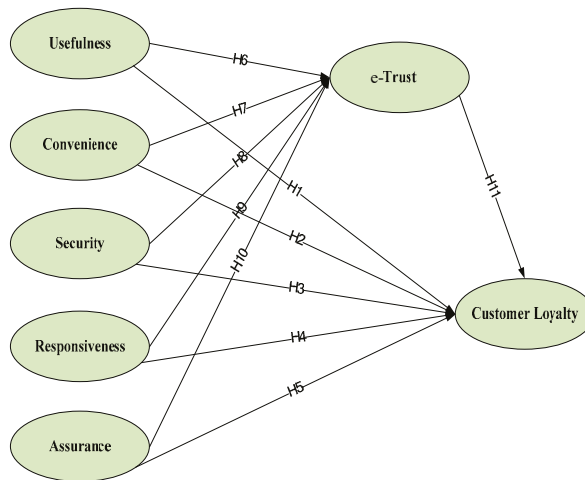 Usefulness
H6
e-Trust
H7
Convenience
H8
H1
H11
H9
H2
Security
H10
H3
Customer Loyalty
Responsiveness
H4
H5
Assurance